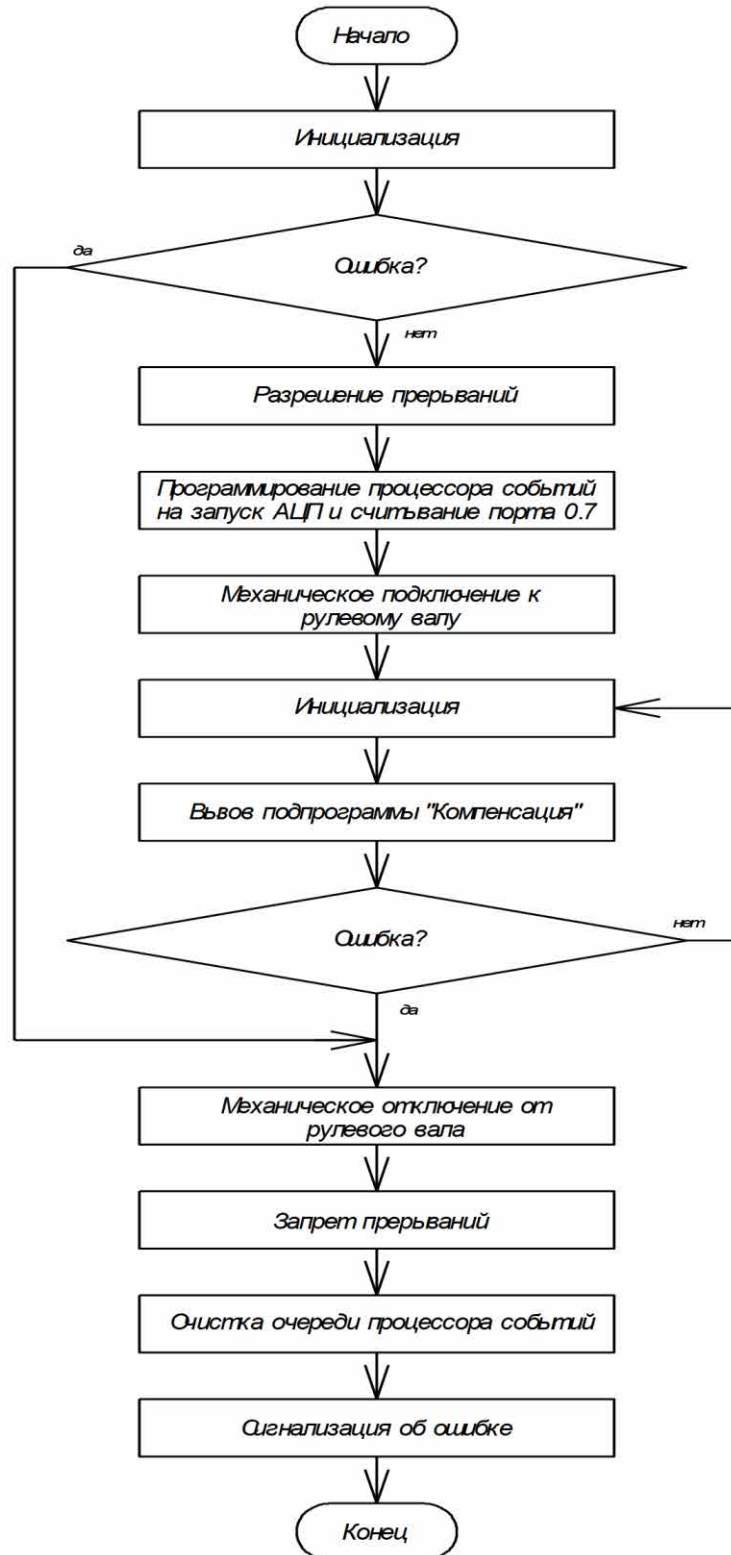 Начало
Инициализация
да
Ошибка?
нет
Разрешение прерываний
Программирование процессора событий
на запуск АЦП и считывание порта 0.7
Механическое подключение к
рулевому валу
Инициализация
Вызов подпрограммы "Компенсация"
Ошибка?
нет
да
Механическое отключение от
рулевого вала
Запрет прерываний
Очистка очереди процессора событий
Сигнализация об ошибке
Конец